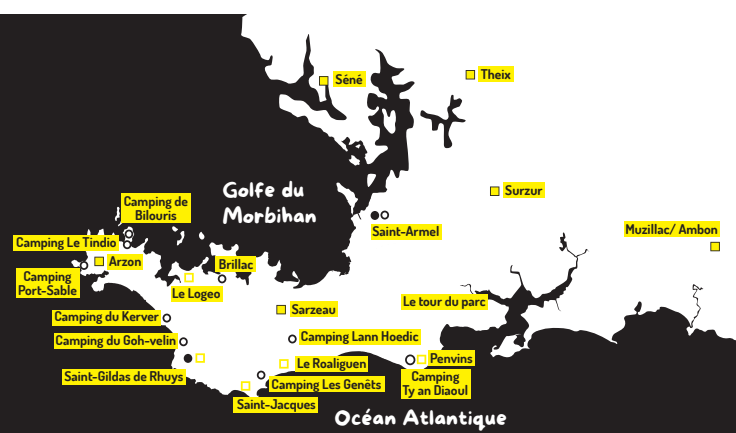 Séné
Theix
Golfe du
Morbihan
Surzur
Camping de
Bilouris
Saint-Armel
Muzillac/ Ambon
Camping Le Tindio
Arzon
Brillac
Camping
Port-Sable
Le Logeo
Le tour du parc
Sarzeau
Camping du Kerver
Camping du Goh-velin
Camping Lann Hoedic
Le Roaliguen
Penvins
Saint-Gildas de Rhuys
Camping Les Genêts
Camping
Ty an Diaoul
Saint-Jacques
Océan Atlantique